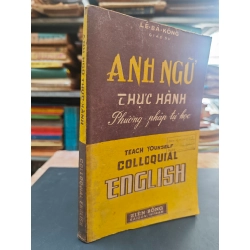 LÊ-BÁ-KÔNG
ANH NGỮ
THỰC HÀNH
Phương pháp tự học
TEACH YOURSELF
COLLOQUIAL
ENGLISH